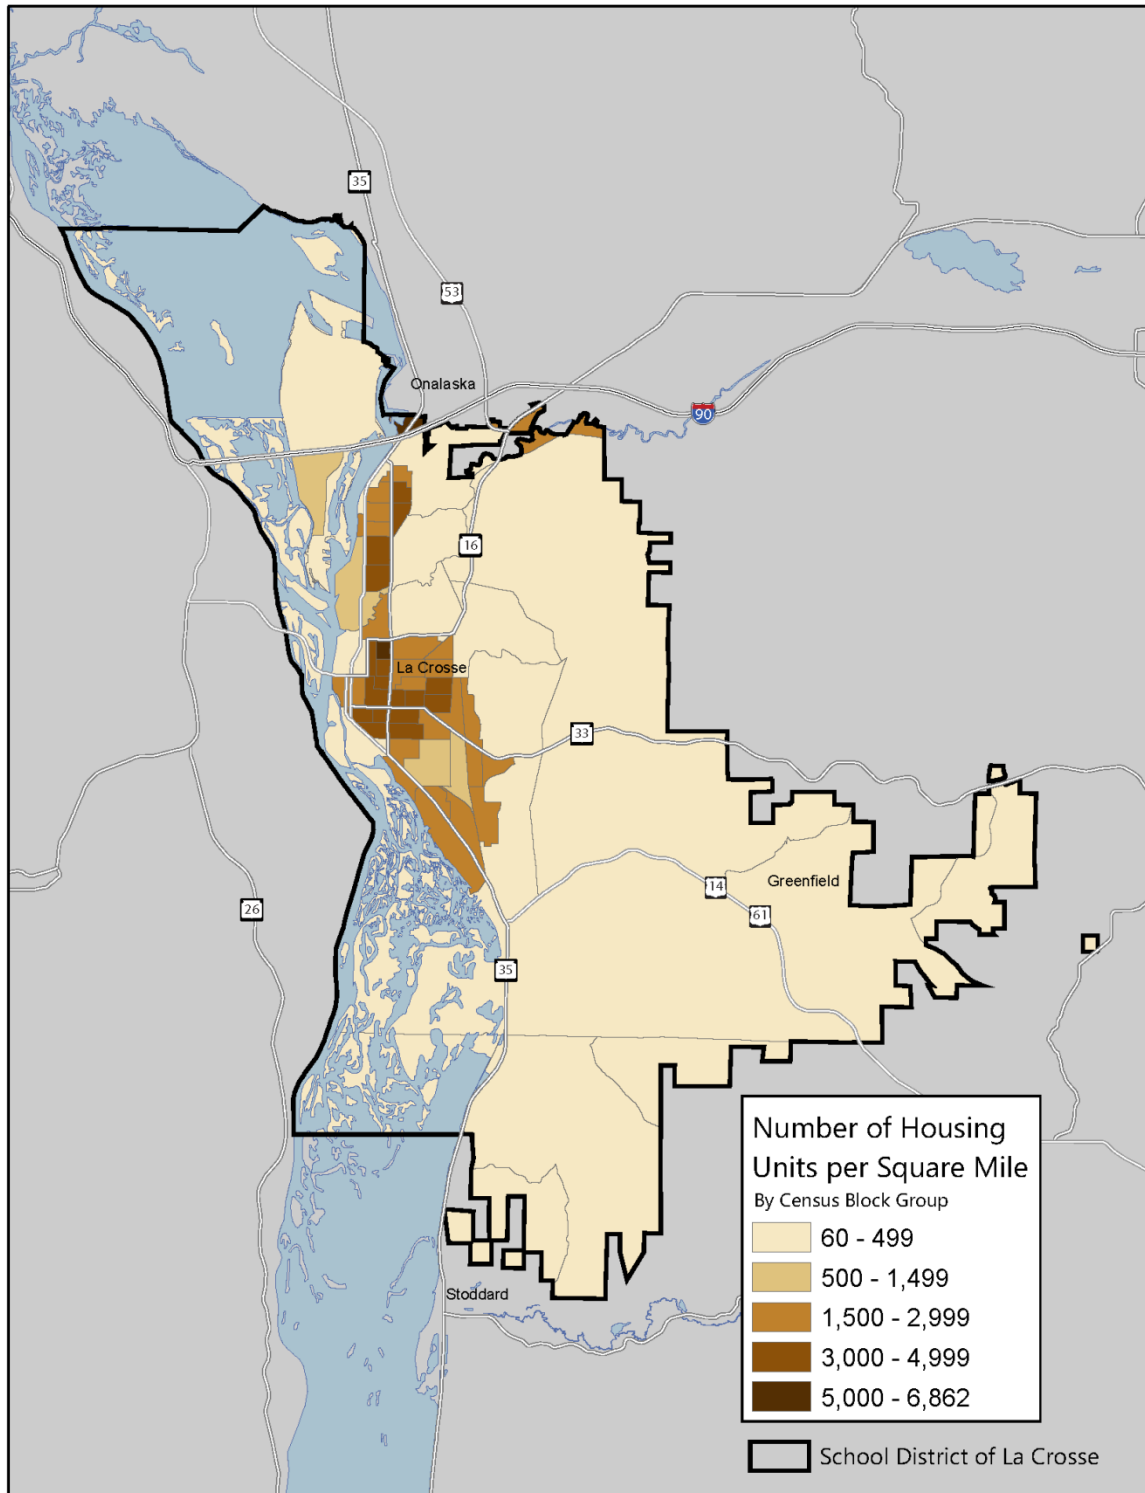 35
53
Onalaska
90
16
La Crosse
33
Greenfield
14
61
26
35
Number of Housing
Units per Square Mile
By Census Block Group
60 - 499
500 - 1,499
1,500 - 2,999
3,000 - 4,999
5,000 - 6,862
Stoddard
School District of La Crosse